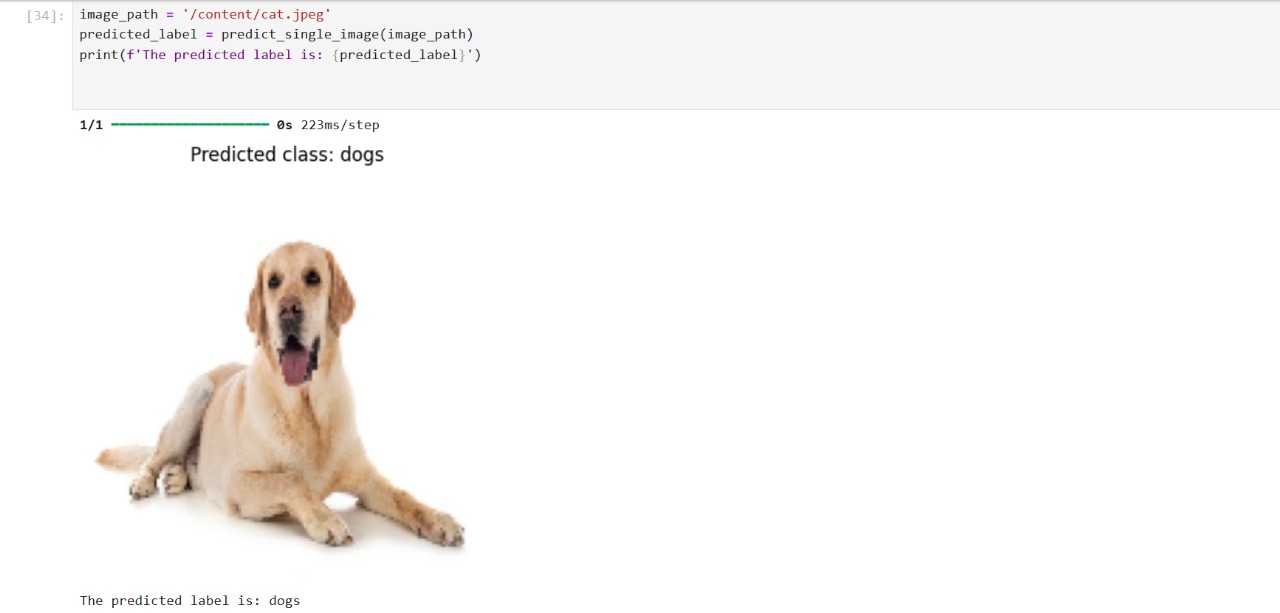 [34]:
image_path = '/content/cat.jpeg'
predicted_label = predict_single_image(image_path)
print(f'The predicted label is: {predicted_label}')
1/1 ━━━━━━━━━━━━━━━━━━━━ 0s 223ms/step
Predicted class: dogs
The predicted label is: dogs